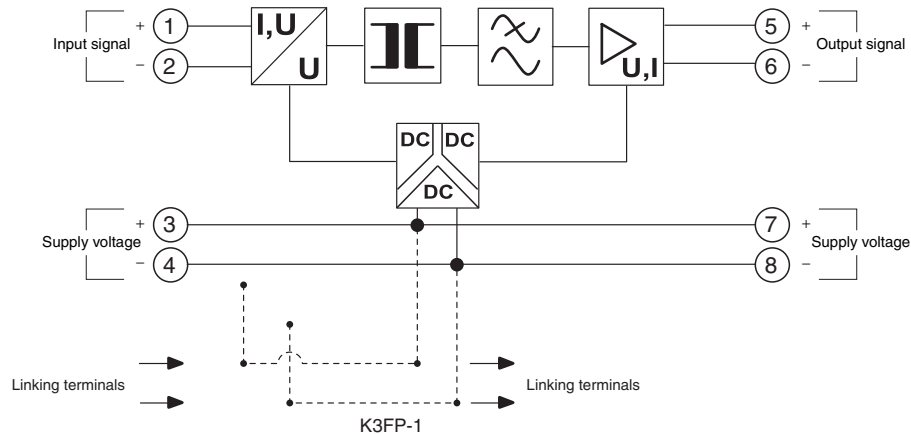 + 1 I,U 5 +
Input signal Output signal
− 2 U U,I 6 −
DC DC
DC
+ 3 7 +
Supply voltage Supply voltage
− 4 8 −
Linking terminals Linking terminals
K3FP-1